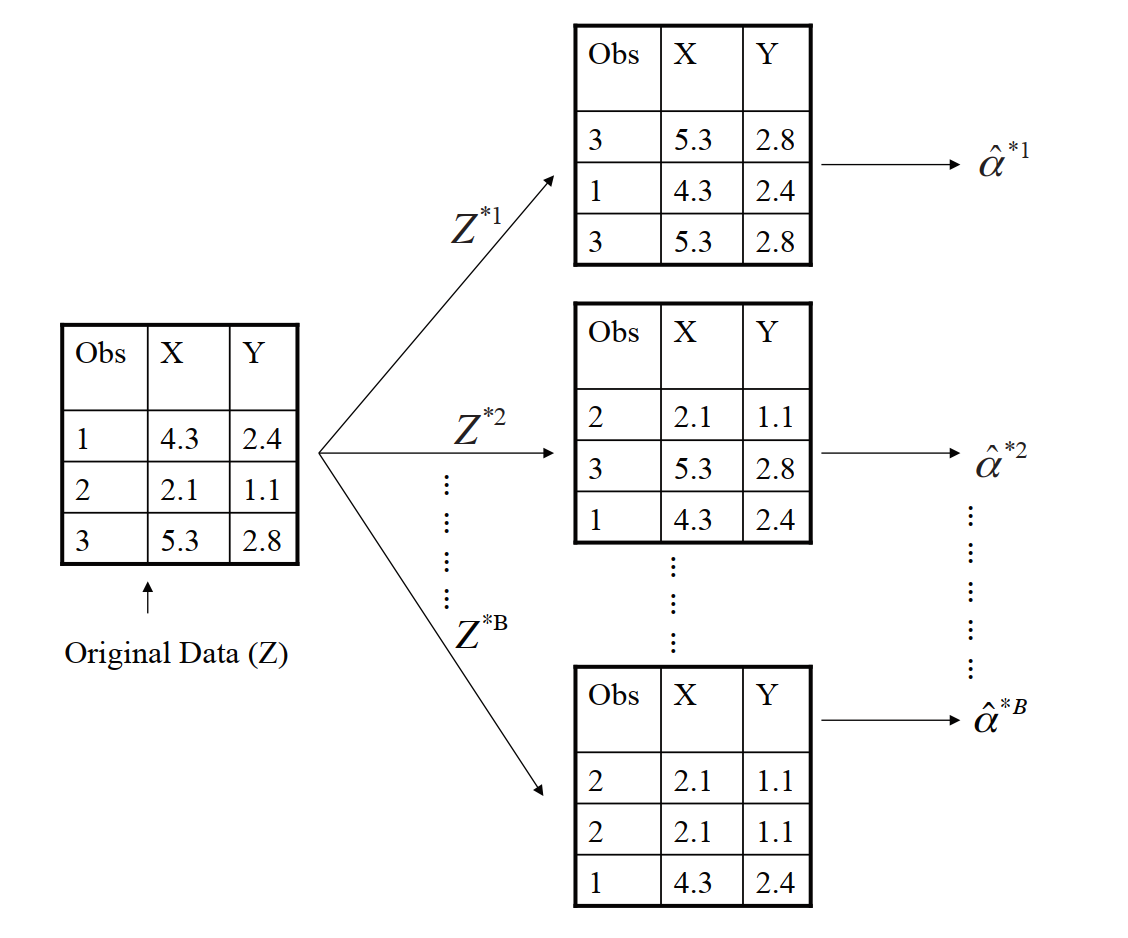 Obs X Y
1 4.3 2.4
2 2.1 1.1
3 5.3 2.8
Original Data (Z)
Z*1
Z*2
Z*B
Obs X Y
3 5.3 2.8
1 4.3 2.4
3 5.3 2.8
α̂*1
Obs X Y
2 2.1 1.1
3 5.3 2.8
1 4.3 2.4
α̂*2
Obs X Y
2 2.1 1.1
2 2.1 1.1
1 4.3 2.4
α̂*B